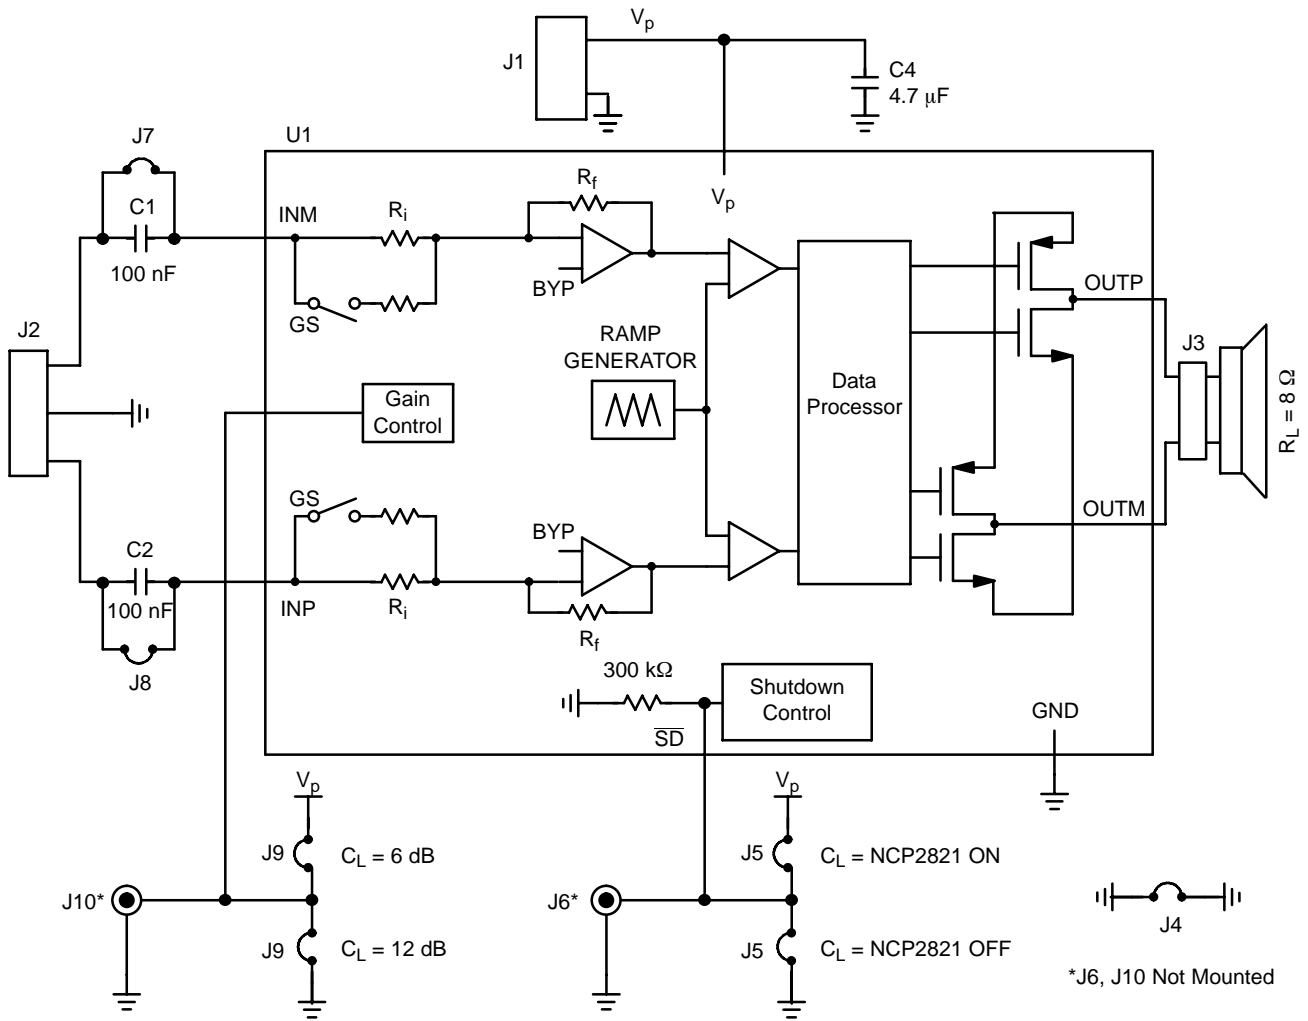 Vp
J1
C4
4.7 µF
J7
U1
C1
100 nF
INM
Ri
Rf
Vp
BYP
GS
OUTP
J2
RAMP
GENERATOR
J3
Gain
Control
Data
Processor
RL = 8 Ω
GS
BYP
OUTM
C2
100 nF
INP
Ri
Rf
J8
300 kΩ
Shutdown
Control
SD
GND
Vp
Vp
J9
CL = 6 dB
J5
CL = NCP2821 ON
J10*
J6*
J9
CL = 12 dB
J5
CL = NCP2821 OFF
J4
*J6, J10 Not Mounted